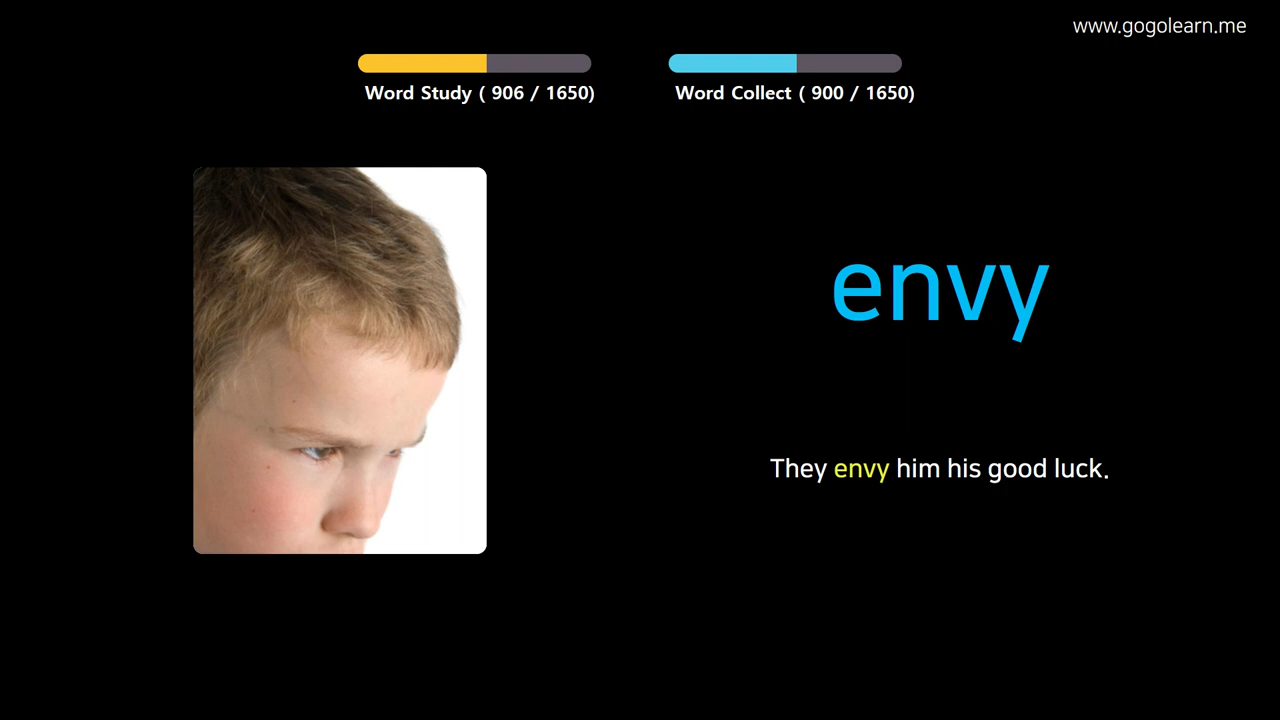 www.gogolearn.me
Word Study ( 906 / 1650)
Word Collect ( 900 / 1650)
envy
They envy him his good luck.